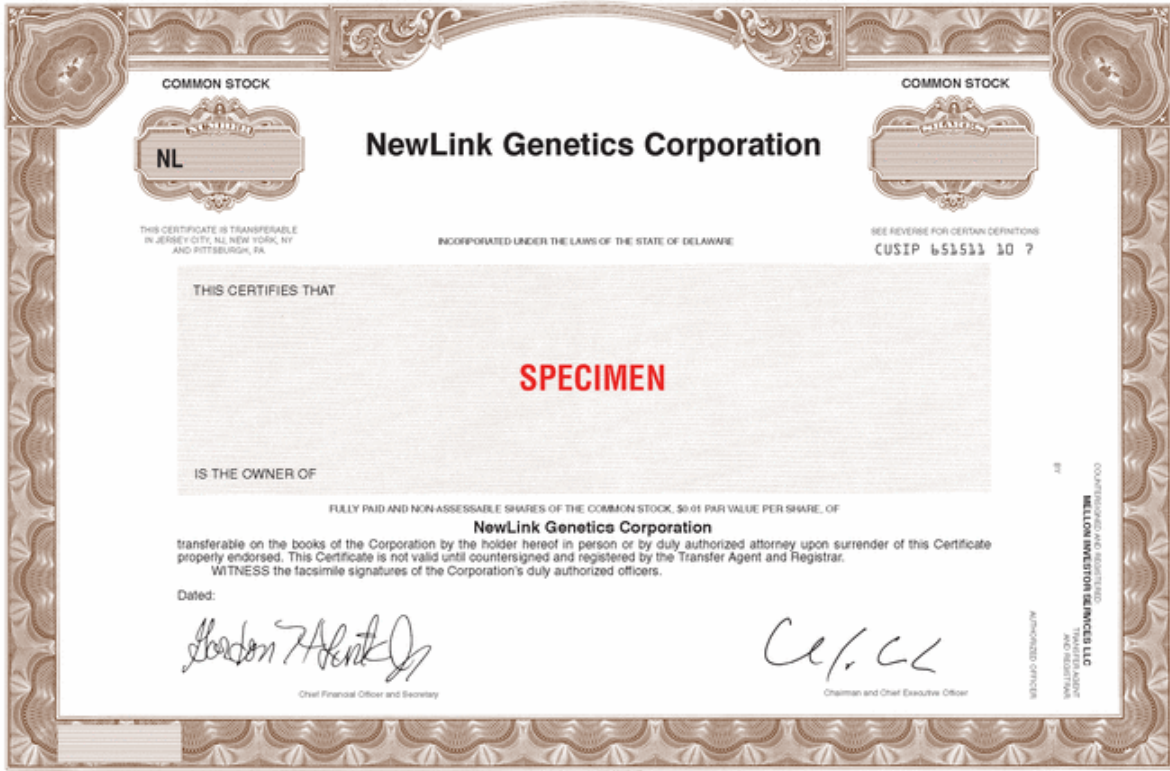 COMMON STOCK
COMMON STOCK
NUMBER
SHARES
NL
NewLink Genetics Corporation
THIS CERTIFICATE IS TRANSFERABLE
IN JERSEY CITY, NJ, NEW YORK, NY
AND PITTSBURGH, PA
INCORPORATED UNDER THE LAWS OF THE STATE OF DELAWARE
SEE REVERSE FOR CERTAIN DEFINITIONS
CUSIP 651511 10 7
THIS CERTIFIES THAT
SPECIMEN
IS THE OWNER OF
FULLY PAID AND NON-ASSESSABLE SHARES OF THE COMMON STOCK, $0.01 PAR VALUE PER SHARE, OF
NewLink Genetics Corporation
transferable on the books of the Corporation by the holder hereof in person or by duly authorized attorney upon surrender of this Certificate
properly endorsed. This Certificate is not valid until countersigned and registered by the Transfer Agent and Registrar.
WITNESS the facsimile signatures of the Corporation's duly authorized officers.
Dated:
Gordon
Chief Financial Officer and Secretary
Chairman and Chief Executive Officer
COUNTERSIGNED AND REGISTERED:
MELLON INVESTOR SERVICES LLC
TRANSFER AGENT
AND REGISTRAR
BY
AUTHORIZED OFFICER